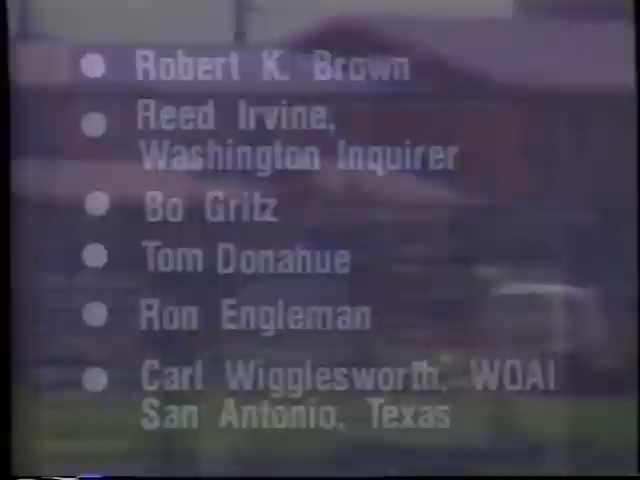 Robert K. Brown
Reed Irvine,
Washington Inquirer
Bo Gritz
Tom Donahue
Ron Engleman
Carl Wigglesworth, WOAI
San Antonio, Texas